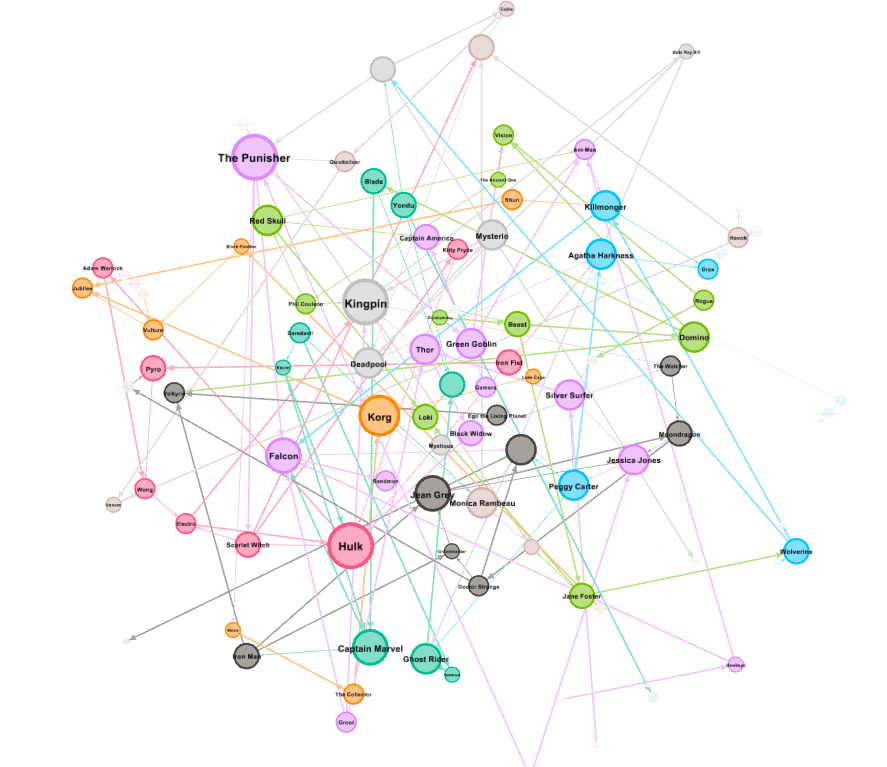 Cable
Beta Ray Bill
Vision
Ant-Man
The Punisher
Quicksilver
Blade
The Ancient One
Shuri
Yondu
Killmonger
Red Skull
Captain America
Mysterio
Havok
Black Panther
Kitty Pryde
Agatha Harkness
Adam Warlock
Drax
Jubilee
Kingpin
Phil Coulson
Rogue
Vulture
Daredevil
Beast
Domino
Green Goblin
Thor
Deadpool
Iron Fist
The Watcher
Pyro
Luke Cage
Valkyrie
Gamora
Silver Surfer
Korg
Loki
Ego the Living Planet
Black Widow
Moondragon
Mystique
Falcon
Jessica Jones
Sandman
Peggy Carter
Wong
Jean Grey
Monica Rambeau
Venom
Electro
Scarlet Witch
Hulk
Wolverine
Doctor Strange
Jane Foster
Nova
Iron Man
Captain Marvel
Ghost Rider
Hawkeye
The Collector
Groot